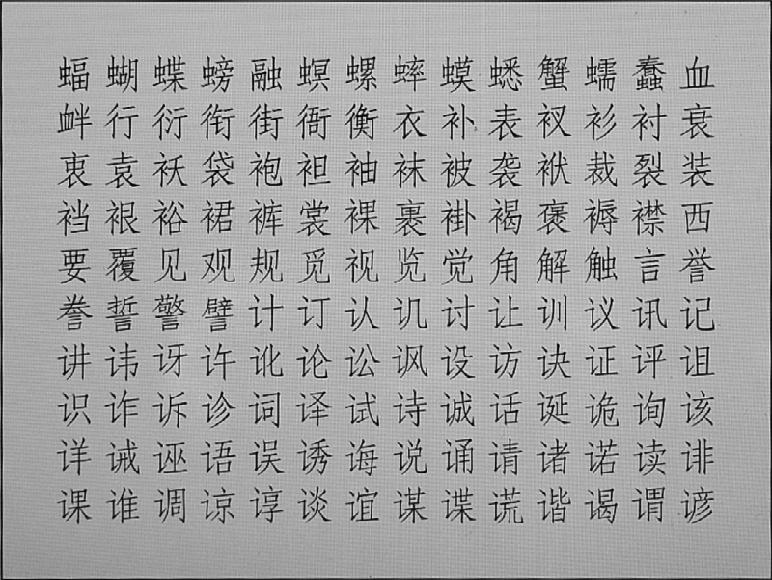 蝠蝴蝶螃融螟螺蟀蟆蟋蟹蠕蠢血
衅行衍衔街衙衡衣补表衩衫衬衰
衷袁袄袋袍袒袖袜被袭袱裁裂装
裆裉裕裙裤裳裸裹褂褐褒褥襟西
要覆见观规觅视览觉角解触言誉
誊誓警譬计订认讥讨让训议讯记
讲讳讶许讹论讼讽设访诀证评诅
识诈诉诊词译试诗诚话诞诡询该
详诫诬语误诱诲说诵请诸诺读诽
课谁调谅谆谈谊谋谍谎谐谒谓谚